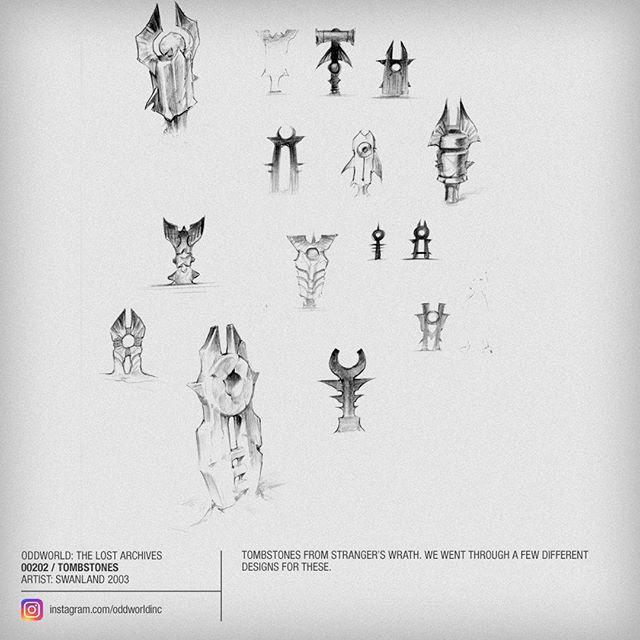 ODDWORLD: THE LOST ARCHIVES
00202 / TOMBSTONES
ARTIST: SWANLAND 2003
instagram.com/oddworldinc
TOMBSTONES FROM STRANGER'S WRATH. WE WENT THROUGH A FEW DIFFERENT
DESIGNS FOR THESE.